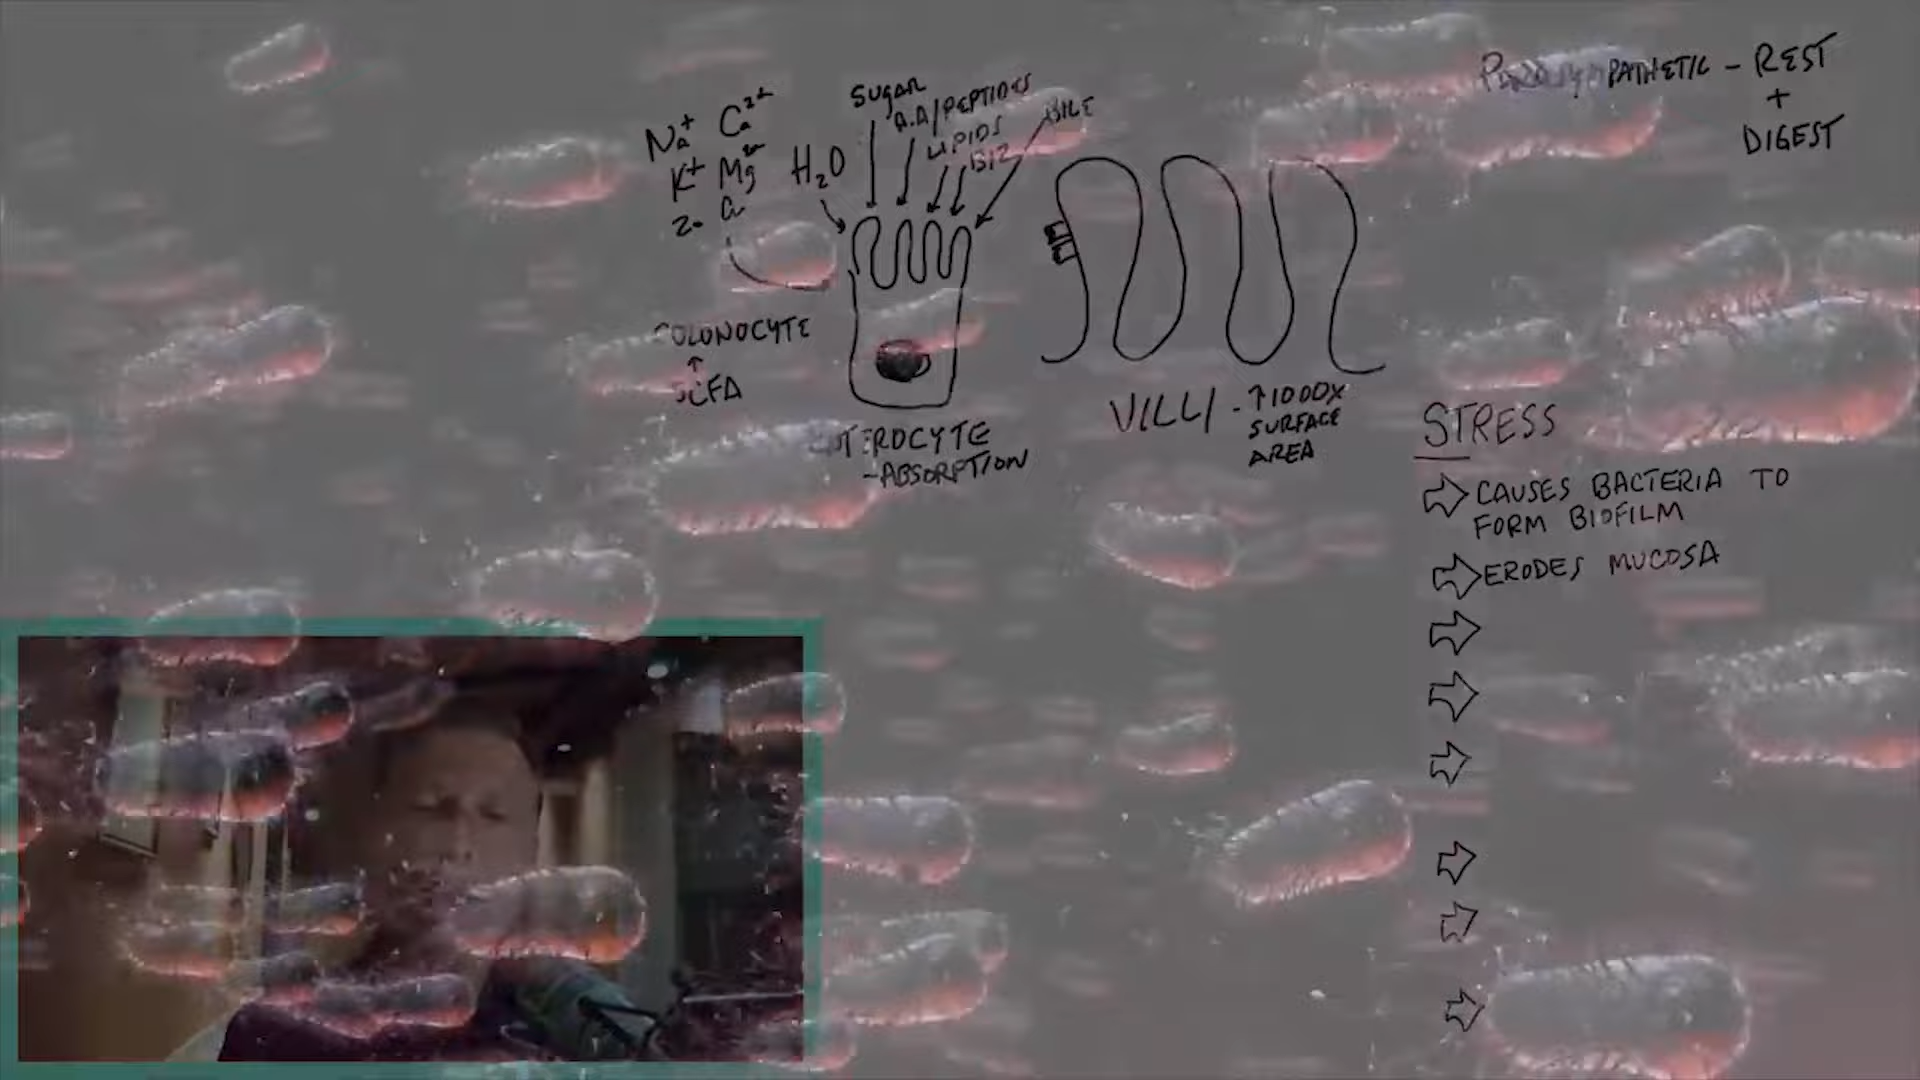 Na+ Ca2+
K+ Mg
H2O
Sugar
A.A/PEPTIDES
LIPIDS
B12
BILE
COLONOCYTE
↑
SCFA
ENTEROCYTE
-ABSORPTION
VILLI - ↑1000X
SURFACE
AREA
PARASYMPATHETIC - REST
+
DIGEST
STRESS
⇨ CAUSES BACTERIA TO
FORM BIOFILM
⇨ ERODES MUCOSA